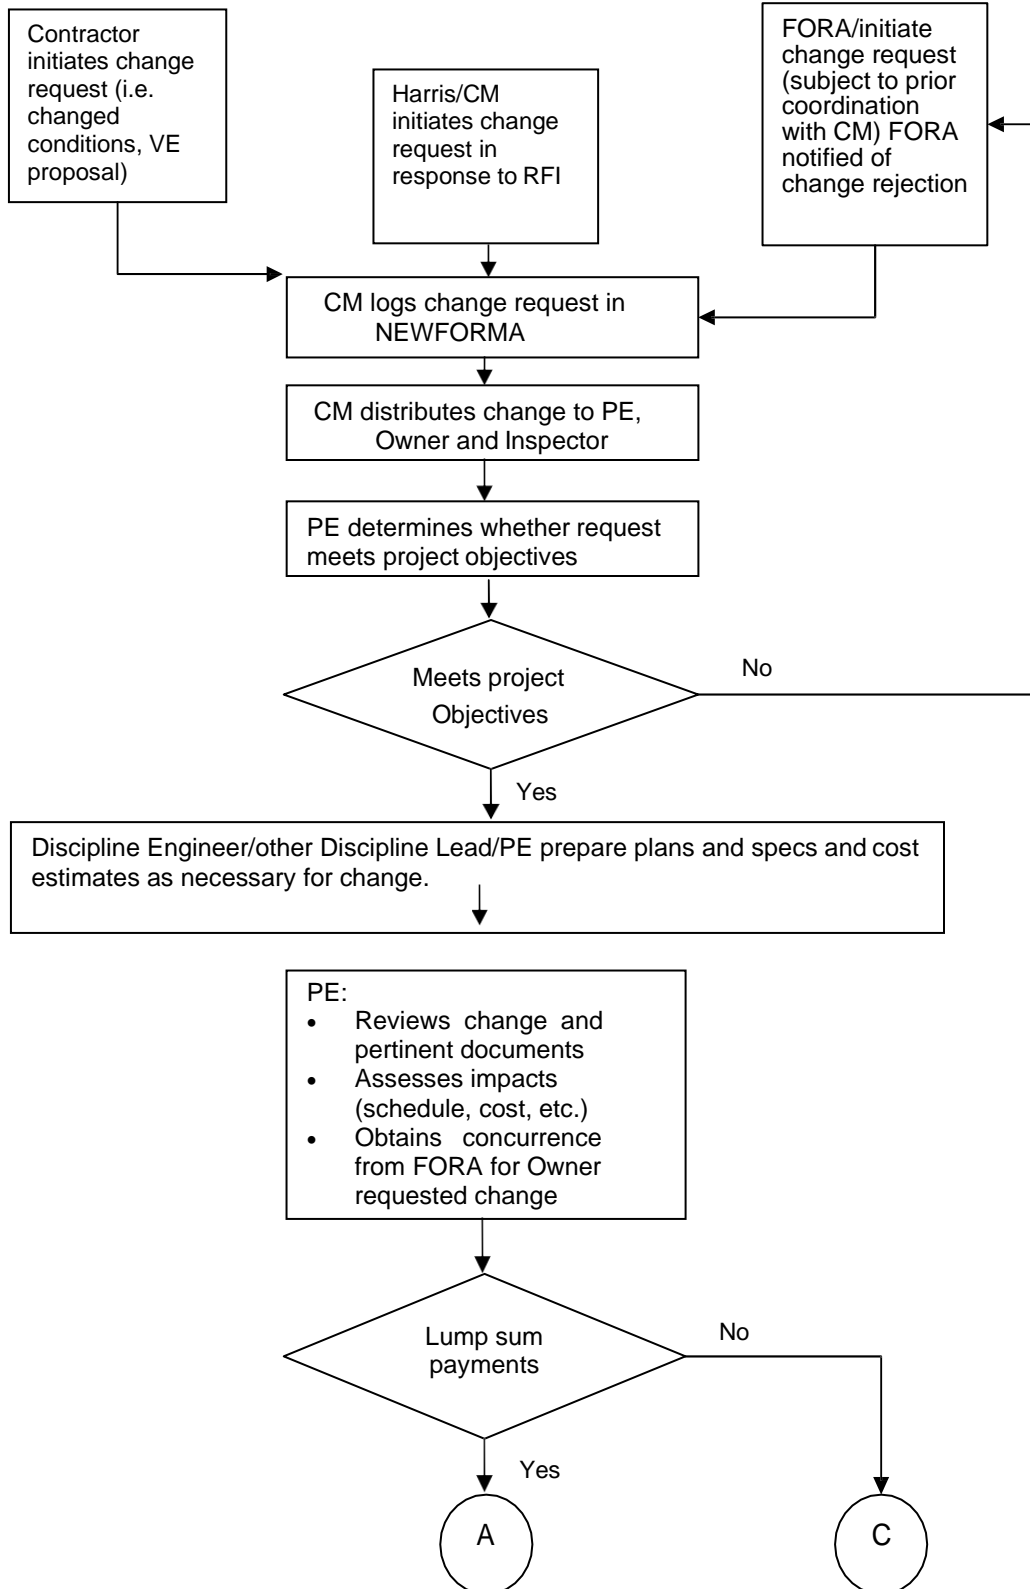 Contractor
initiates change
request (i.e.
changed
conditions, VE
proposal)
Harris/CM
initiates change
request in
response to RFI
FORA/initiate
change request
(subject to prior
coordination
with CM) FORA
notified of
change rejection
CM logs change request in
NEWFORMA
CM distributes change to PE,
Owner and Inspector
PE determines whether request
meets project objectives
Meets project
Objectives
No
Yes
Discipline Engineer/other Discipline Lead/PE prepare plans and specs and cost
estimates as necessary for change.
PE:
• Reviews change and
pertinent documents
• Assesses impacts
(schedule, cost, etc.)
• Obtains concurrence
from FORA for Owner
requested change
Lump sum
payments
No
Yes
A
C